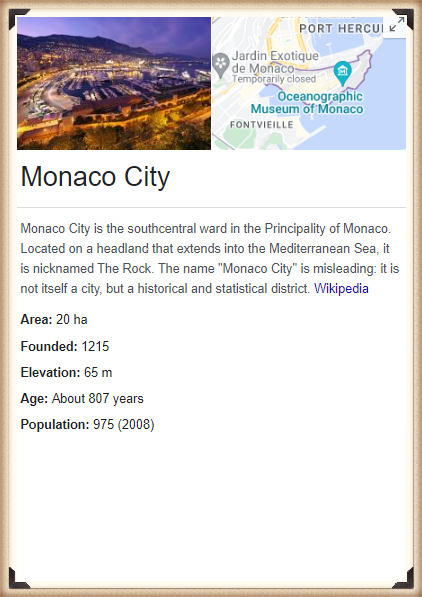 PORT HERCU
Jardin Exotique
de Monaco
Temporarily closed
Oceanographic
Museum of Monaco
FONTVIEILLE
Monaco City
Monaco City is the southcentral ward in the Principality of Monaco.
Located on a headland that extends into the Mediterranean Sea, it
is nicknamed The Rock. The name "Monaco City" is misleading: it is
not itself a city, but a historical and statistical district. Wikipedia
Area: 20 ha
Founded: 1215
Elevation: 65 m
Age: About 807 years
Population: 975 (2008)